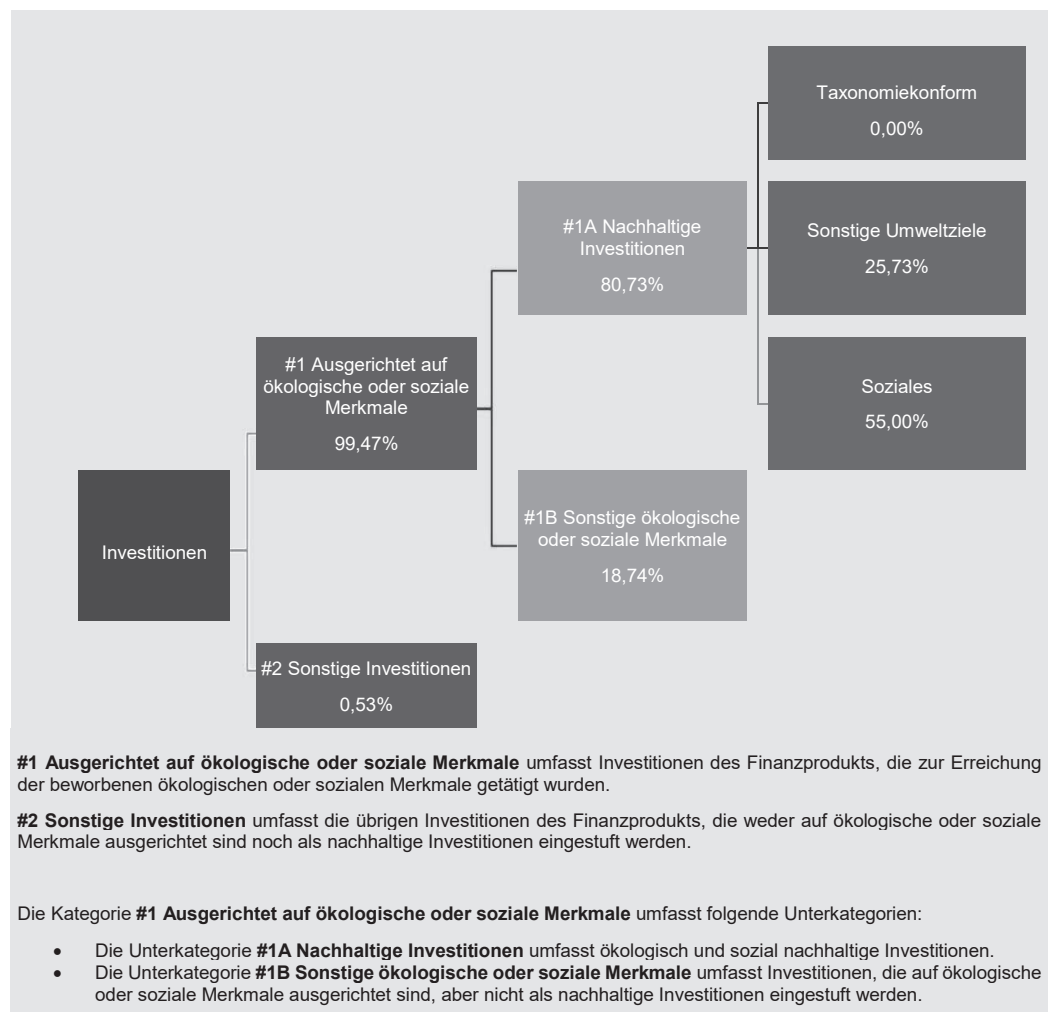 Taxonomiekonform
0,00%
#1A Nachhaltige
Investitionen
80,73%
Sonstige Umweltziele
25,73%
#1 Ausgerichtet auf
ökologische oder soziale
Merkmale
99,47%
Soziales
55,00%
Investitionen
#1B Sonstige ökologische
oder soziale Merkmale
18,74%
#2 Sonstige Investitionen
0,53%
#1 Ausgerichtet auf ökologische oder soziale Merkmale umfasst Investitionen des Finanzprodukts, die zur Erreichung
der beworbenen ökologischen oder sozialen Merkmale getätigt wurden.
#2 Sonstige Investitionen umfasst die übrigen Investitionen des Finanzprodukts, die weder auf ökologische oder soziale
Merkmale ausgerichtet sind noch als nachhaltige Investitionen eingestuft werden.
Die Kategorie #1 Ausgerichtet auf ökologische oder soziale Merkmale umfasst folgende Unterkategorien:
• Die Unterkategorie #1A Nachhaltige Investitionen umfasst ökologisch und sozial nachhaltige Investitionen.
• Die Unterkategorie #1B Sonstige ökologische oder soziale Merkmale umfasst Investitionen, die auf ökologische
oder soziale Merkmale ausgerichtet sind, aber nicht als nachhaltige Investitionen eingestuft werden.